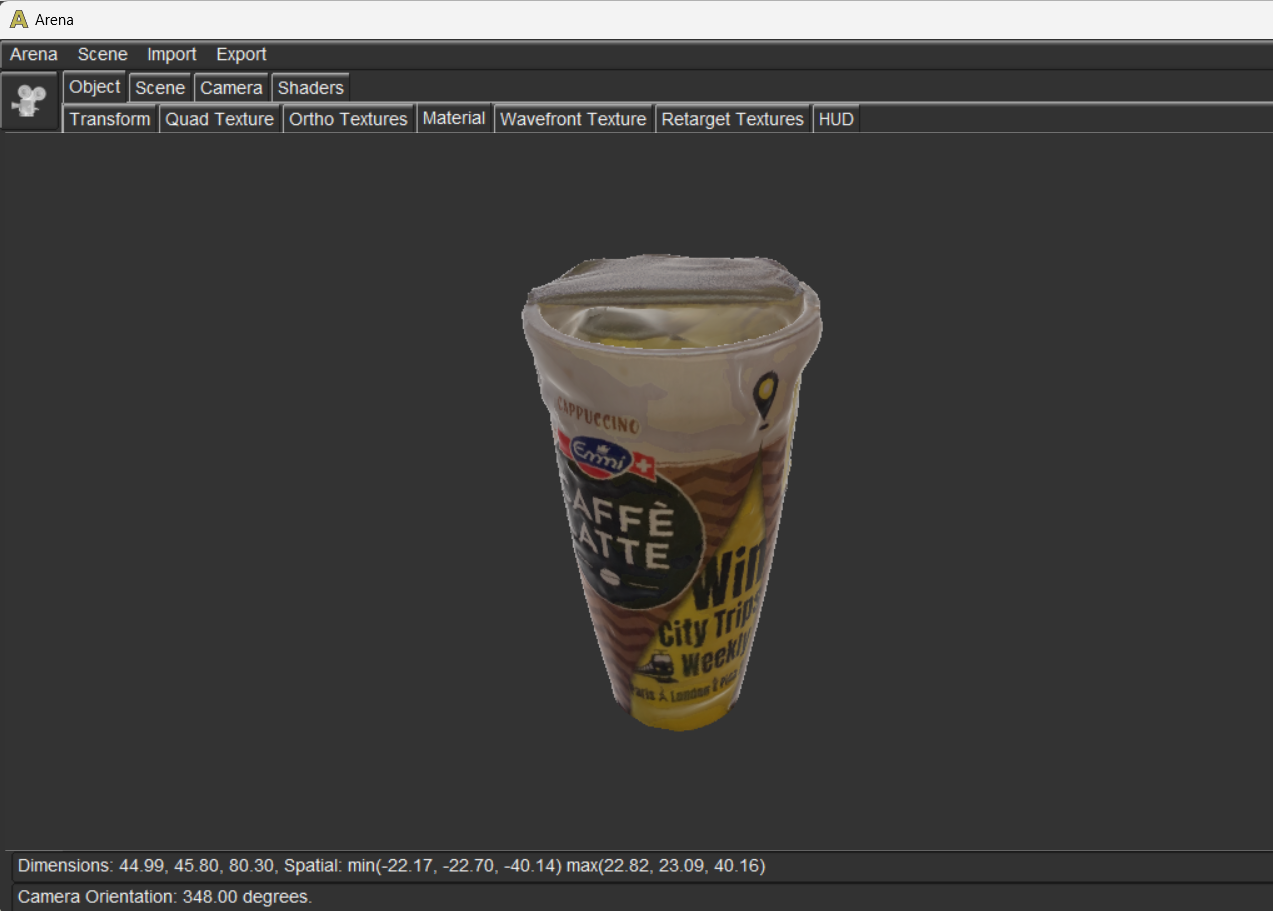 Arena
Arena Scene Import Export
Object Scene Camera Shaders
Transform Quad Texture Ortho Textures Material Wavefront Texture Retarget Textures HUD
CAPPUCCINO
Emmi
AFFÈ
ATTE
Win
City Trips
Weekly
Paris London
Dimensions: 44.99, 45.80, 80.30, Spatial: min(-22.17, -22.70, -40.14) max(22.82, 23.09, 40.16)
Camera Orientation: 348.00 degrees.